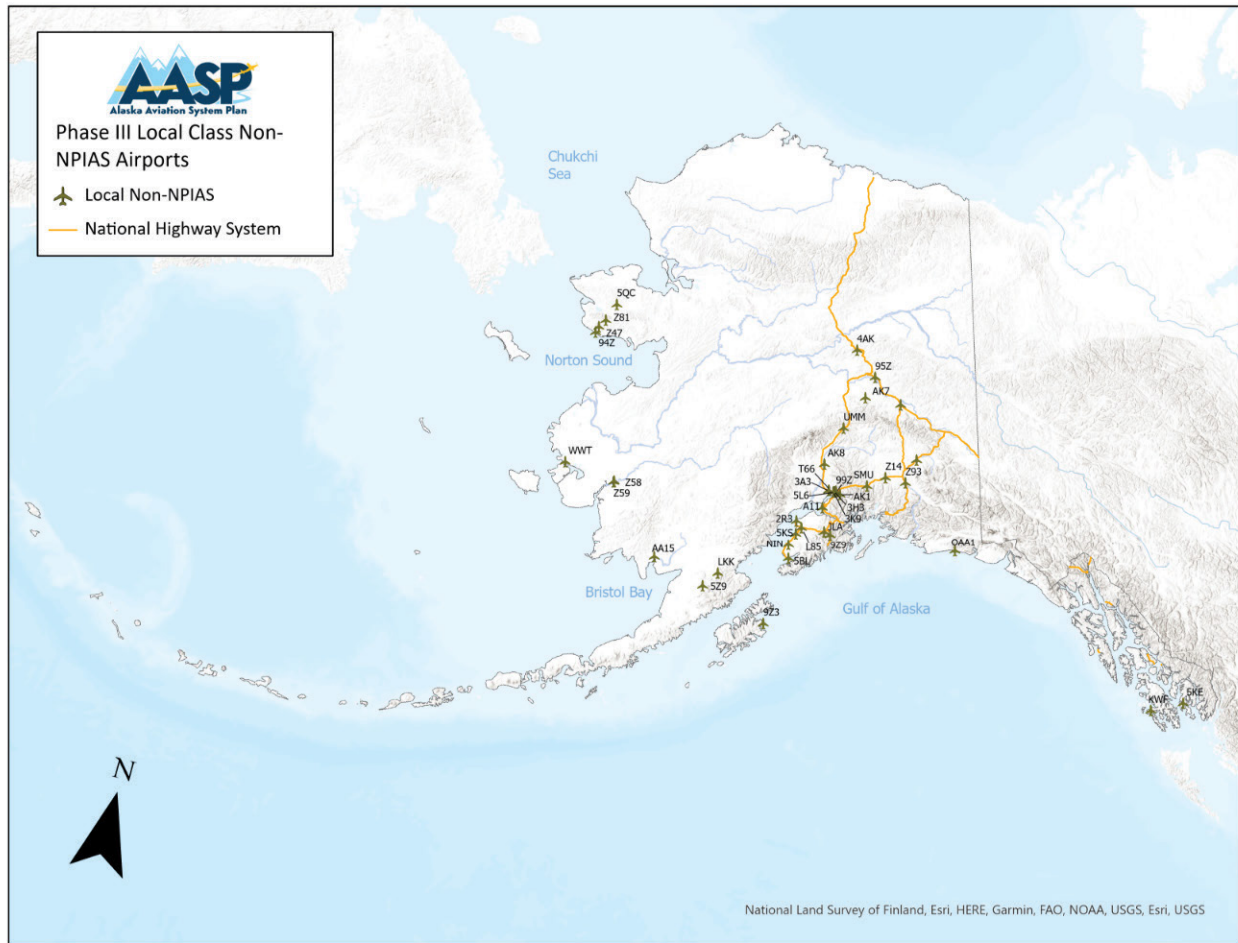 AASP
Alaska Aviation System Plan
Phase III Local Class Non-
NPIAS Airports
Local Non-NPIAS
National Highway System
Chukchi
Sea
5QC
Z81
Z47
94Z
Norton Sound
4AK
95Z
AK7
UMM
WWT
AK8
T66
Z14
SMU
99Z
Z93
3A3
Z58
Z59
5L6
AK1
A11
3H3
2R3
3K9
5KS
JLA
NIN
L85
9Z9
OAA1
AA15
5BL
LKK
5Z9
Bristol Bay
Gulf of Alaska
9Z3
5KE
KWF
N
National Land Survey of Finland, Esri, HERE, Garmin, FAO, NOAA, USGS, Esri, USGS